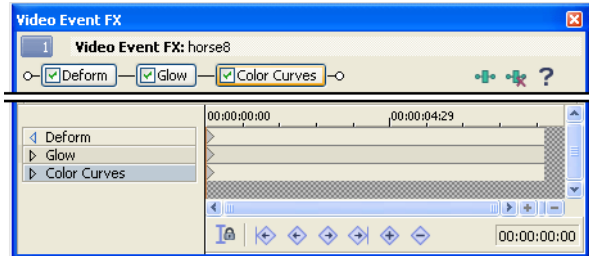 Video Event FX
1 Video Event FX: horse8
Deform Glow Color Curves ?
00:00:00:00 00:00:04:29
Deform
Glow
Color Curves
00:00:00:00